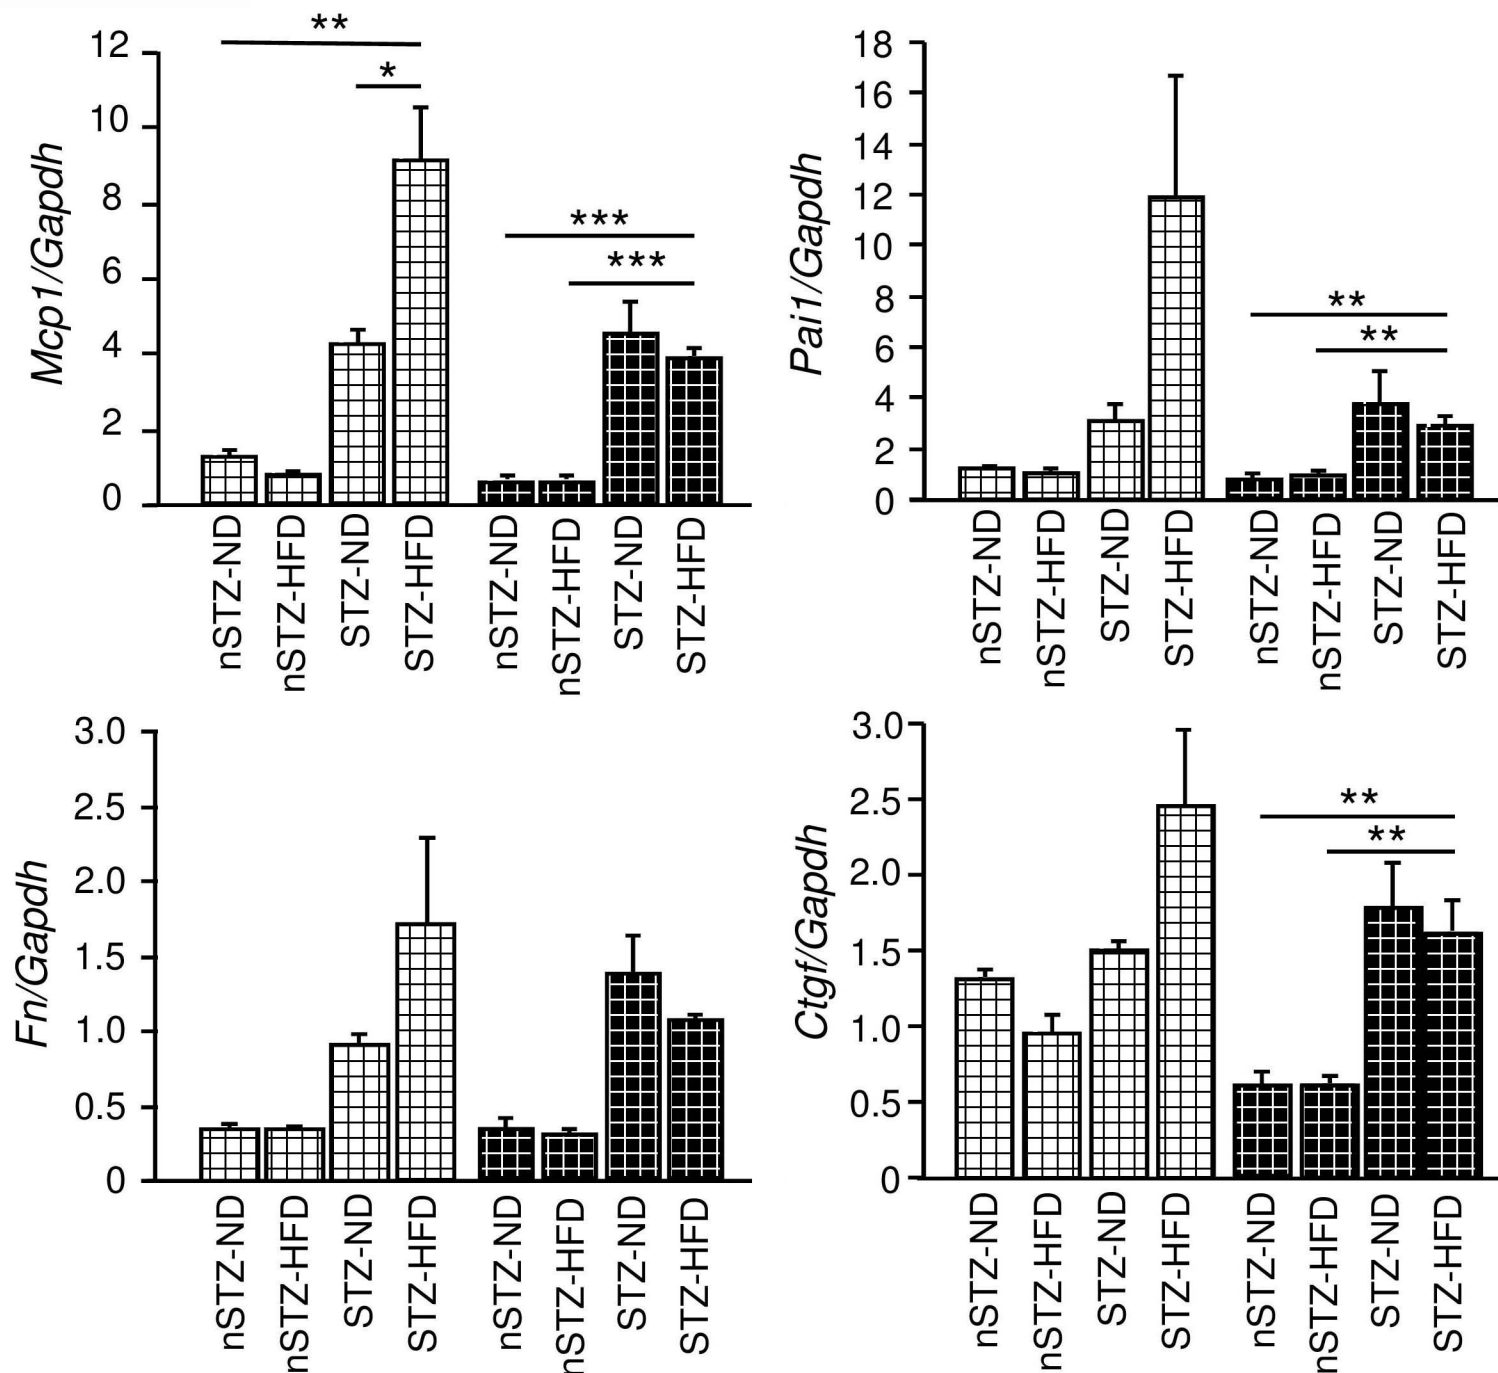 Mcp1/Gapdh
12
10
8
6
4
2
0
**
*
***
***
nSTZ-ND
nSTZ-HFD
STZ-ND
STZ-HFD
nSTZ-ND
nSTZ-HFD
STZ-ND
STZ-HFD
Pai1/Gapdh
18
16
14
12
10
8
6
4
2
0
**
**
nSTZ-ND
nSTZ-HFD
STZ-ND
STZ-HFD
nSTZ-ND
nSTZ-HFD
STZ-ND
STZ-HFD
Fn/Gapdh
3.0
2.5
2.0
1.5
1.0
0.5
0
nSTZ-ND
nSTZ-HFD
STZ-ND
STZ-HFD
nSTZ-ND
nSTZ-HFD
STZ-ND
STZ-HFD
Ctgf/Gapdh
3.0
2.5
2.0
1.5
1.0
0.5
0
**
**
nSTZ-ND
nSTZ-HFD
STZ-ND
STZ-HFD
nSTZ-ND
nSTZ-HFD
STZ-ND
STZ-HFD